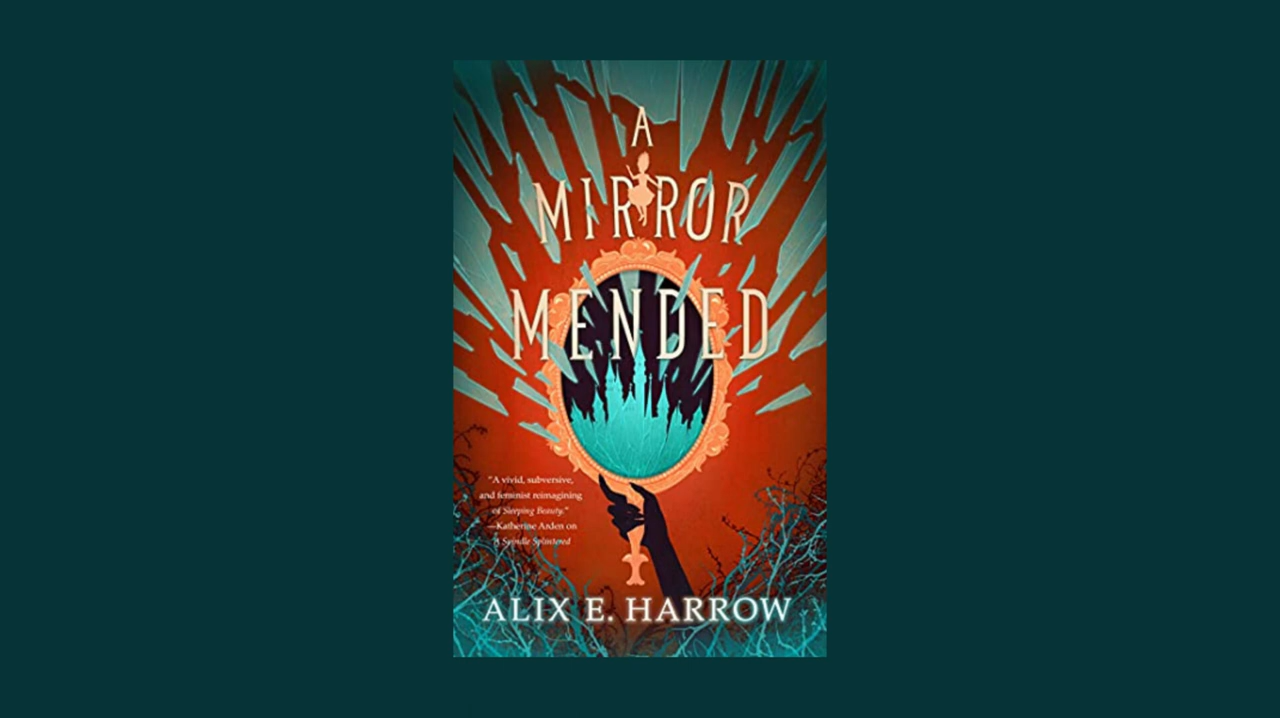 A
MIRROR
MENDED
"A vivid, subversive,
and feminist reimagining
of Sleeping Beauty."
—Katherine Arden on
A Spindle Splintered
ALIX E. HARROW